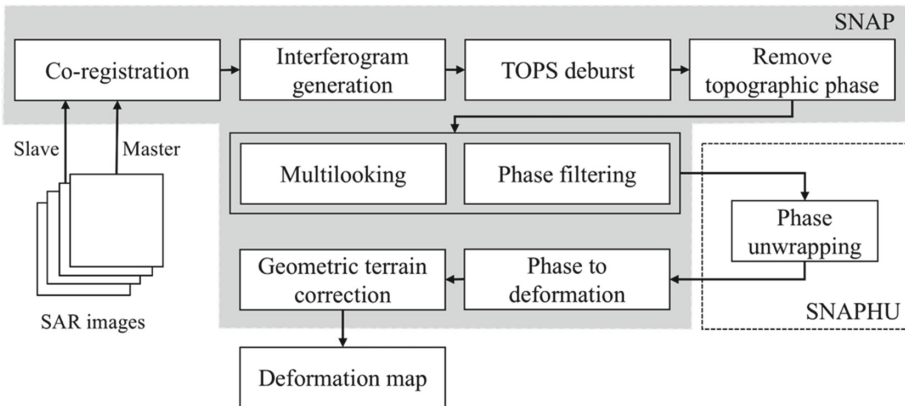 SNAP
Co-registration
Interferogram
generation
TOPS deburst
Remove
topographic phase
Slave
Master
Multilooking
Phase filtering
Phase
unwrapping
Geometric terrain
correction
Phase to
deformation
SNAPHU
SAR images
Deformation map